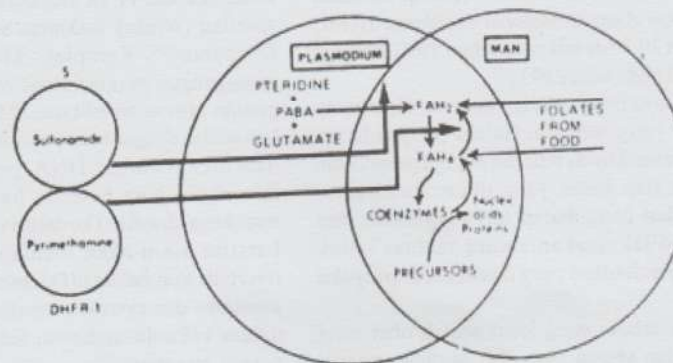 S
Sulfonamide
Pyrimethamine
DHFR-1
PLASMODIUM
MAN
PTERIDINE
+
PABA
+
GLUTAMATE
FAH2
FAH4
COENZYMES
Nucleic
acids
Proteins
PRECURSORS
FOLATES
FROM
FOOD